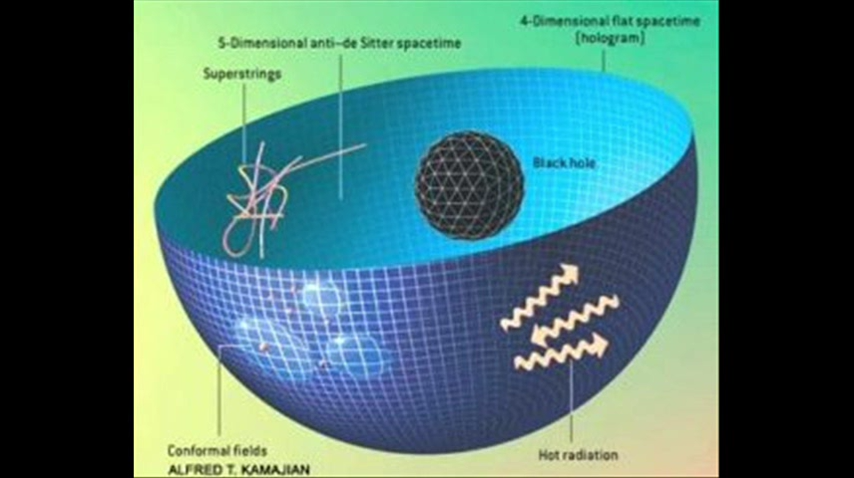 4-Dimensional flat spacetime
(hologram)
5-Dimensional anti-de Sitter spacetime
Superstrings
Black hole
Conformal fields
ALFRED T. KAMAJIAN
Hot radiation